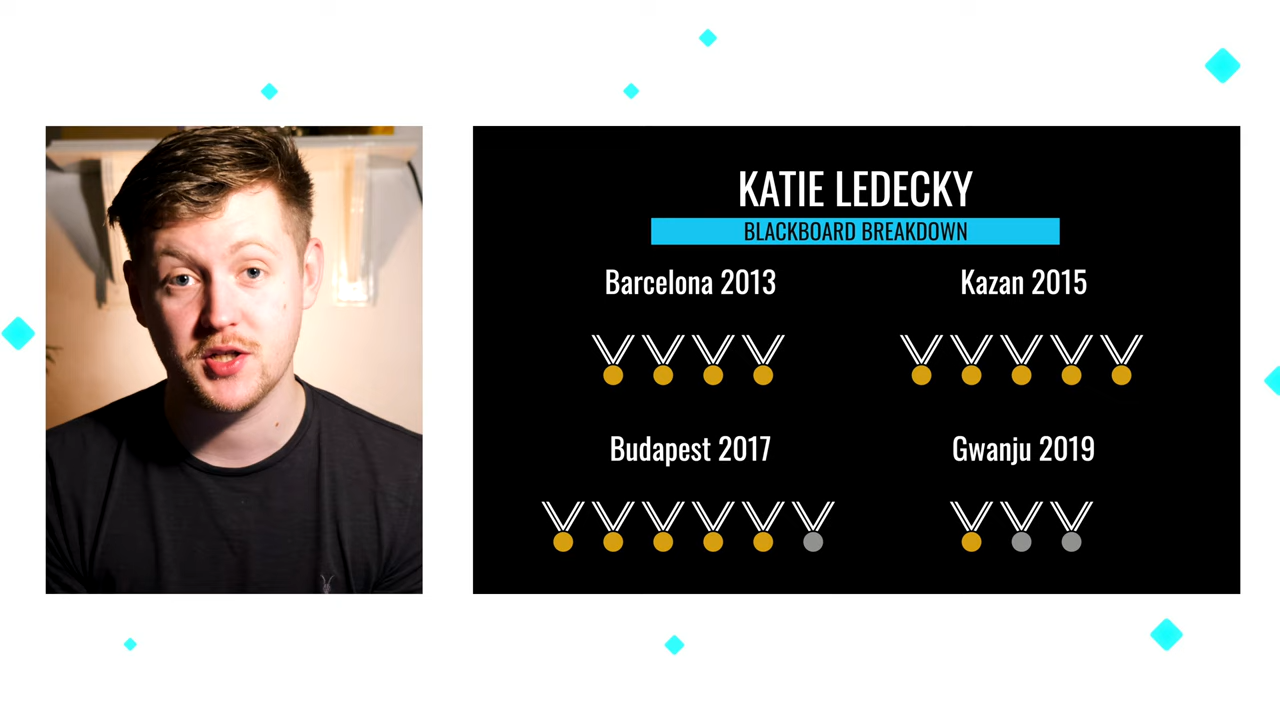 KATIE LEDECKY
BLACKBOARD BREAKDOWN
Barcelona 2013
Kazan 2015
Budapest 2017
Gwanju 2019